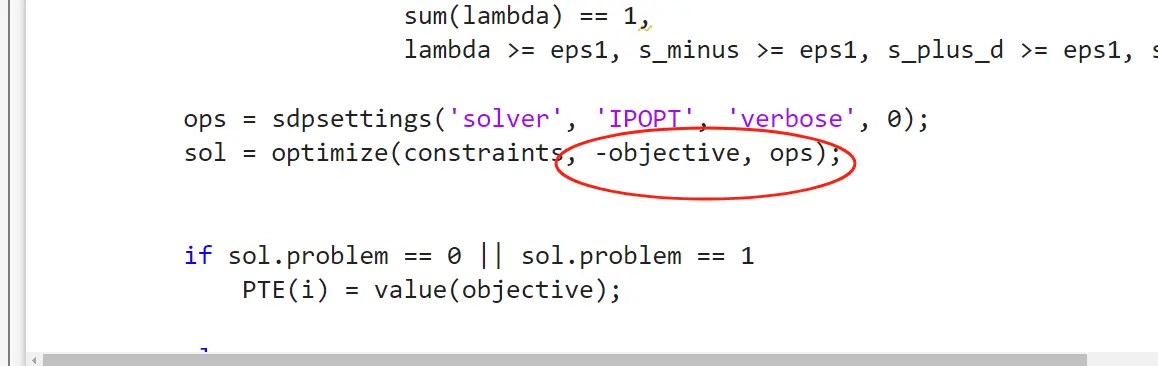 sum(lambda) == 1,
lambda >= eps1, s_minus >= eps1, s_plus_d >= eps1, s
ops = sdpsettings('solver', 'IPOPT', 'verbose', 0);
sol = optimize(constraints, -objective, ops);
if sol.problem == 0 || sol.problem == 1
PTE(i) = value(objective);